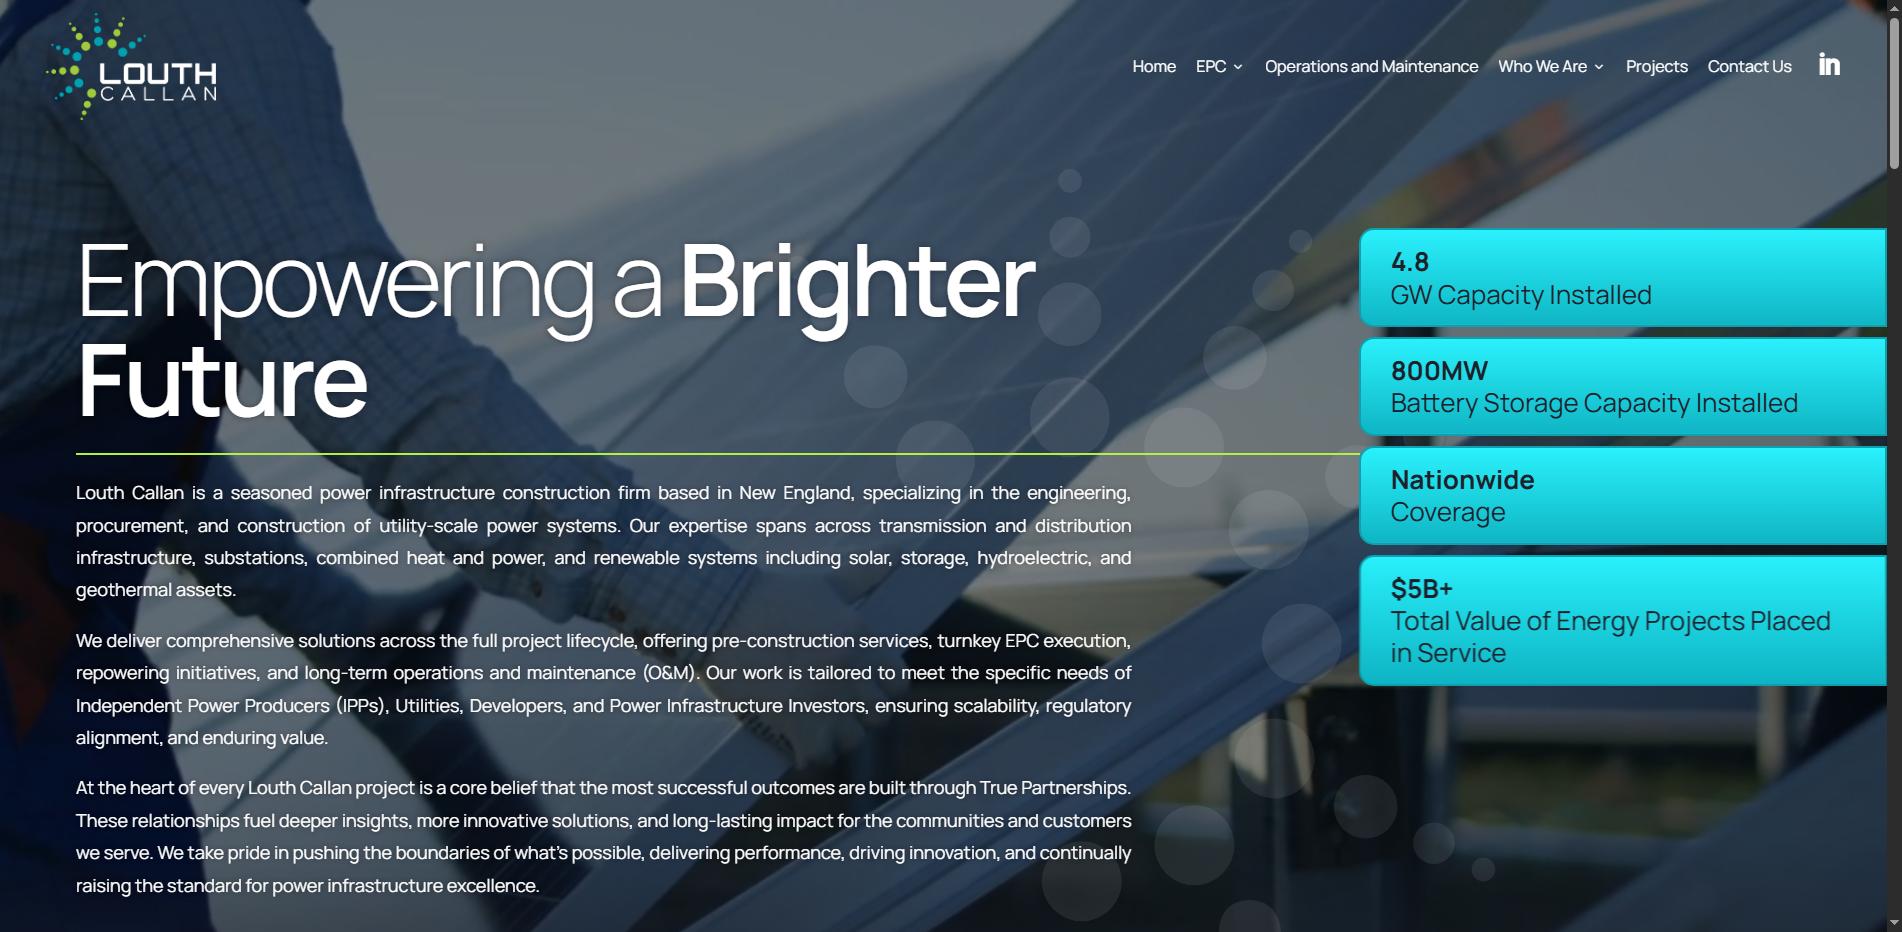 LOUTH
CALLAN
Home EPC Operations and Maintenance Who We Are Projects Contact Us in
Empowering a Brighter
Future
Louth Callan is a seasoned power infrastructure construction firm based in New England, specializing in the engineering,
procurement, and construction of utility-scale power systems. Our expertise spans across transmission and distribution
infrastructure, substations, combined heat and power, and renewable systems including solar, storage, hydroelectric, and
geothermal assets.
We deliver comprehensive solutions across the full project lifecycle, offering pre-construction services, turnkey EPC execution,
repowering initiatives, and long-term operations and maintenance (O&M). Our work is tailored to meet the specific needs of
Independent Power Producers (IPPs), Utilities, Developers, and Power Infrastructure Investors, ensuring scalability, regulatory
alignment, and enduring value.
At the heart of every Louth Callan project is a core belief that the most successful outcomes are built through True Partnerships.
These relationships fuel deeper insights, more innovative solutions, and long-lasting impact for the communities and customers
we serve. We take pride in pushing the boundaries of what's possible, delivering performance, driving innovation, and continually
raising the standard for power infrastructure excellence.
4.8
GW Capacity Installed
800MW
Battery Storage Capacity Installed
Nationwide
Coverage
$5B+
Total Value of Energy Projects Placed
in Service